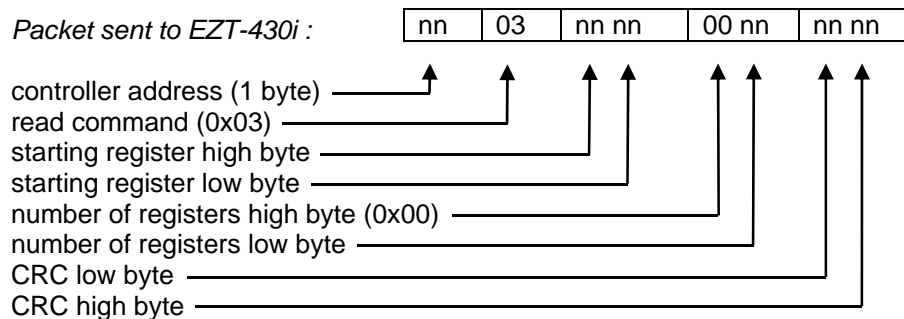 Packet sent to EZT-430i :
nn 03 nn nn 00 nn nn nn
controller address (1 byte)
read command (0x03)
starting register high byte
starting register low byte
number of registers high byte (0x00)
number of registers low byte
CRC low byte
CRC high byte